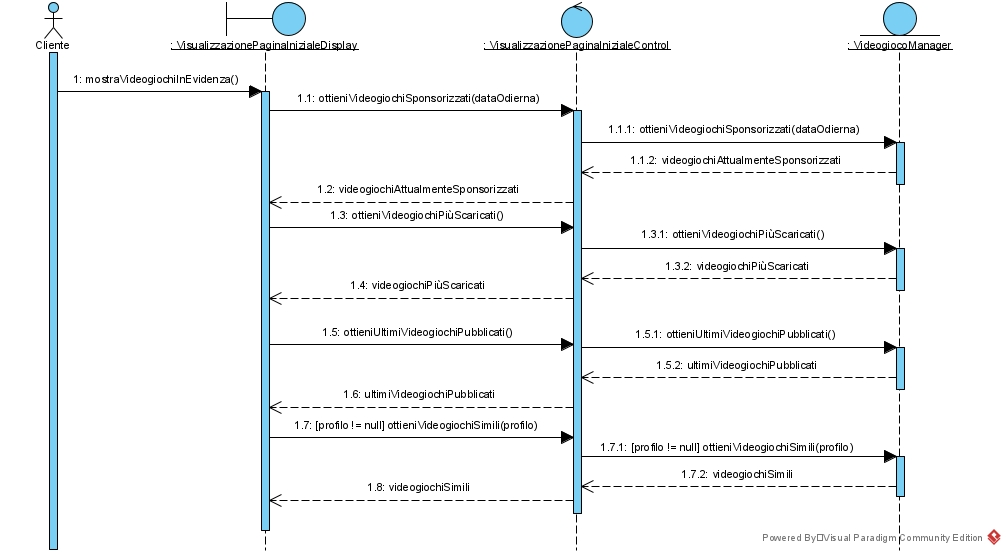 Cliente
: VisualizzazionePaginaInizialeDisplay
: VisualizzazionePaginaInizialeControl
: VideogiocoManager
1: mostraVideogiochiInEvidenza()
1.1: ottieniVideogiochiSponsorizzati(dataOdierna)
1.1.1: ottieniVideogiochiSponsorizzati(dataOdierna)
1.1.2: videogiochiAttualmenteSponsorizzati
1.2: videogiochiAttualmenteSponsorizzati
1.3: ottieniVideogiochiPiùScaricati()
1.3.1: ottieniVideogiochiPiùScaricati()
1.3.2: videogiochiPiùScaricati
1.4: videogiochiPiùScaricati
1.5: ottieniUltimiVideogiochiPubblicati()
1.5.1: ottieniUltimiVideogiochiPubblicati()
1.5.2: ultimiVideogiochiPubblicati
1.6: ultimiVideogiochiPubblicati
1.7: [profilo != null] ottieniVideogiochiSimili(profilo)
1.7.1: [profilo != null] ottieniVideogiochiSimili(profilo)
1.7.2: videogiochiSimili
1.8: videogiochiSimili
Powered By□Visual Paradigm Community Edition